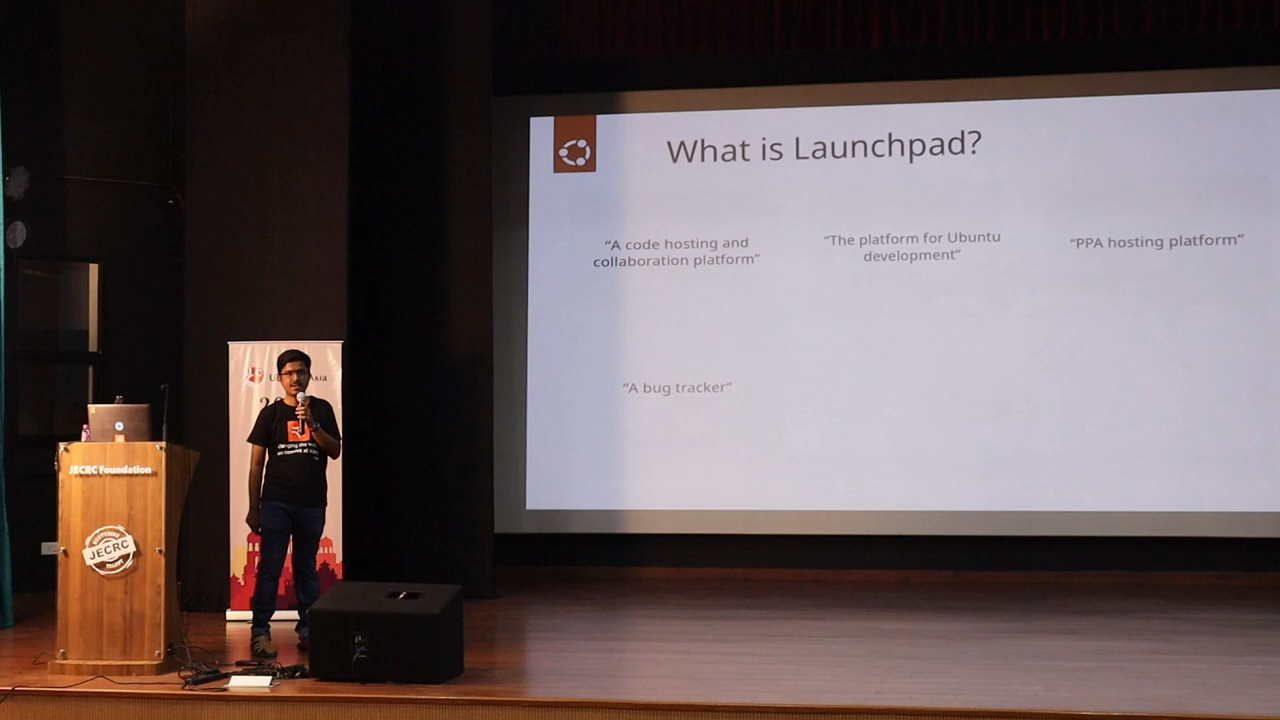 What is Launchpad?
“A code hosting and
collaboration platform”
“The platform for Ubuntu
development”
“PPA hosting platform”
“A bug tracker”
JECRC Foundation
JECRC